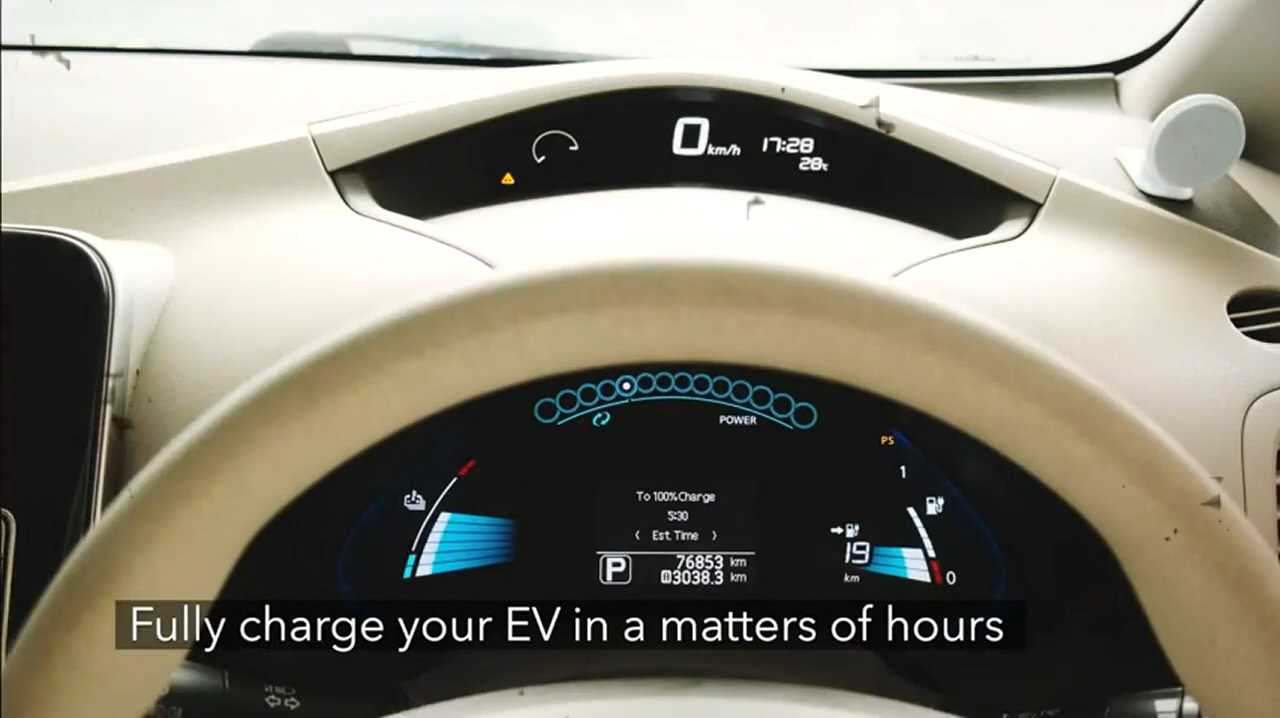 0 km/h 17:28
28℃
POWER
PS
1
To 100% Charge
5:30
Est. Time
19
km
0
P
76853 km
3038.3 km
Fully charge your EV in a matters of hours